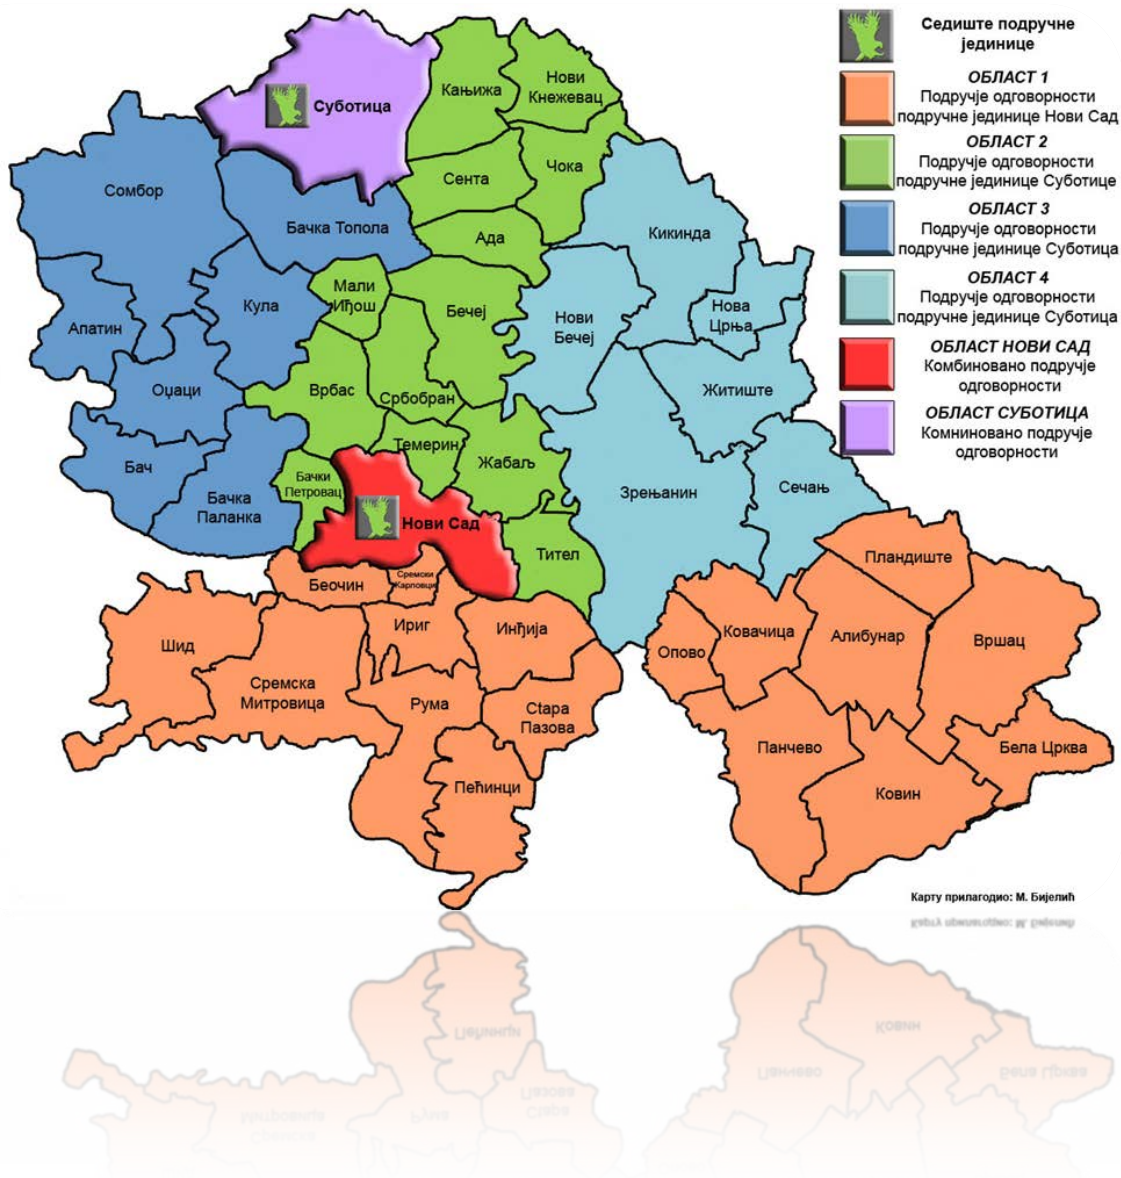 Седиште подручне
јединице
ОБЛАСТ 1
Подручје одговорности
подручне јединице Нови Сад
ОБЛАСТ 2
Подручје одговорности
подручне јединице Суботице
ОБЛАСТ 3
Подручје одговорности
подручне јединице Суботица
ОБЛАСТ 4
Подручје одговорности
подручне јединице Суботица
ОБЛАСТ НОВИ САД
Комбиновано подручје
одговорности
ОБЛАСТ СУБОТИЦА
Комниновано подручје
одговорности
Суботица
Кањижа
Нови
Кнежевац
Чока
Сента
Ада
Сомбор
Бачка Топола
Кикинда
Мали
Иђош
Бечеј
Кула
Апатин
Нови
Бечеј
Нова
Црња
Оџаци
Врбас
Србобран
Житиште
Темерин
Жабаљ
Бач
Бачки
Петровац
Бачка
Паланка
Зрењанин
Сечањ
Нови Сад
Тител
Пландиште
Беочин
Сремски
Карловци
Шид
Ириг
Инђија
Опово
Ковачица
Алибунар
Вршац
Сремска
Митровица
Рума
Стара
Пазова
Панчево
Бела Црква
Пећинци
Ковин
Карту прилагодио: М. Бијелић